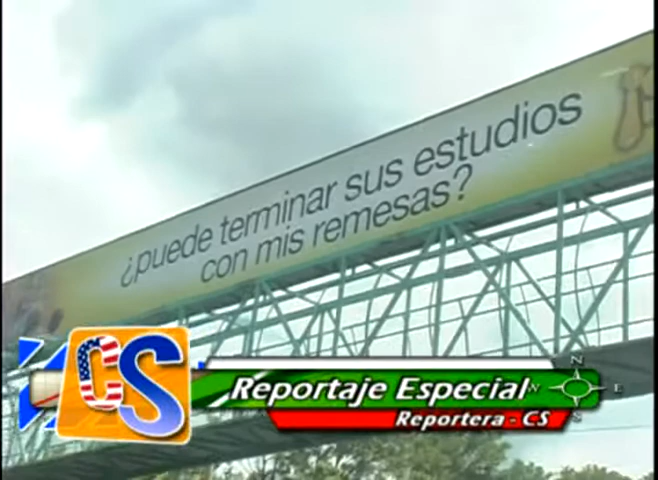 ¿puede terminar sus estudios
con mis remesas?
CS
Reportaje Especial
Reportera - CS
N
N
E
S